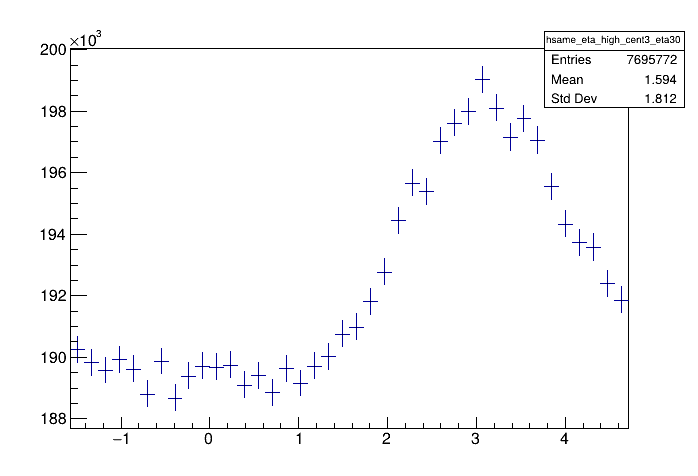 ×10³
hsame_eta_high_cent3_eta30
Entries 7695772
Mean 1.594
Std Dev 1.812
200
198
196
194
192
190
188
−1 0 1 2 3 4